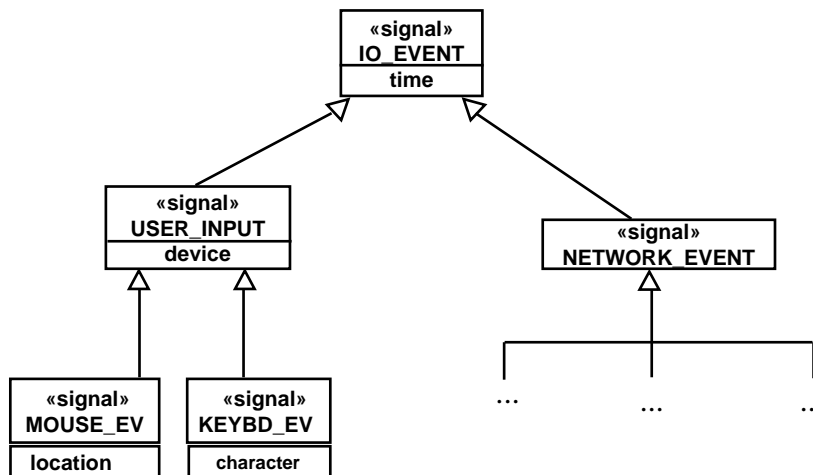 «signal»
IO_EVENT
time
«signal»
USER_INPUT
device
«signal»
NETWORK_EVENT
«signal»
MOUSE_EV
location
«signal»
KEYBD_EV
character
...
...
...